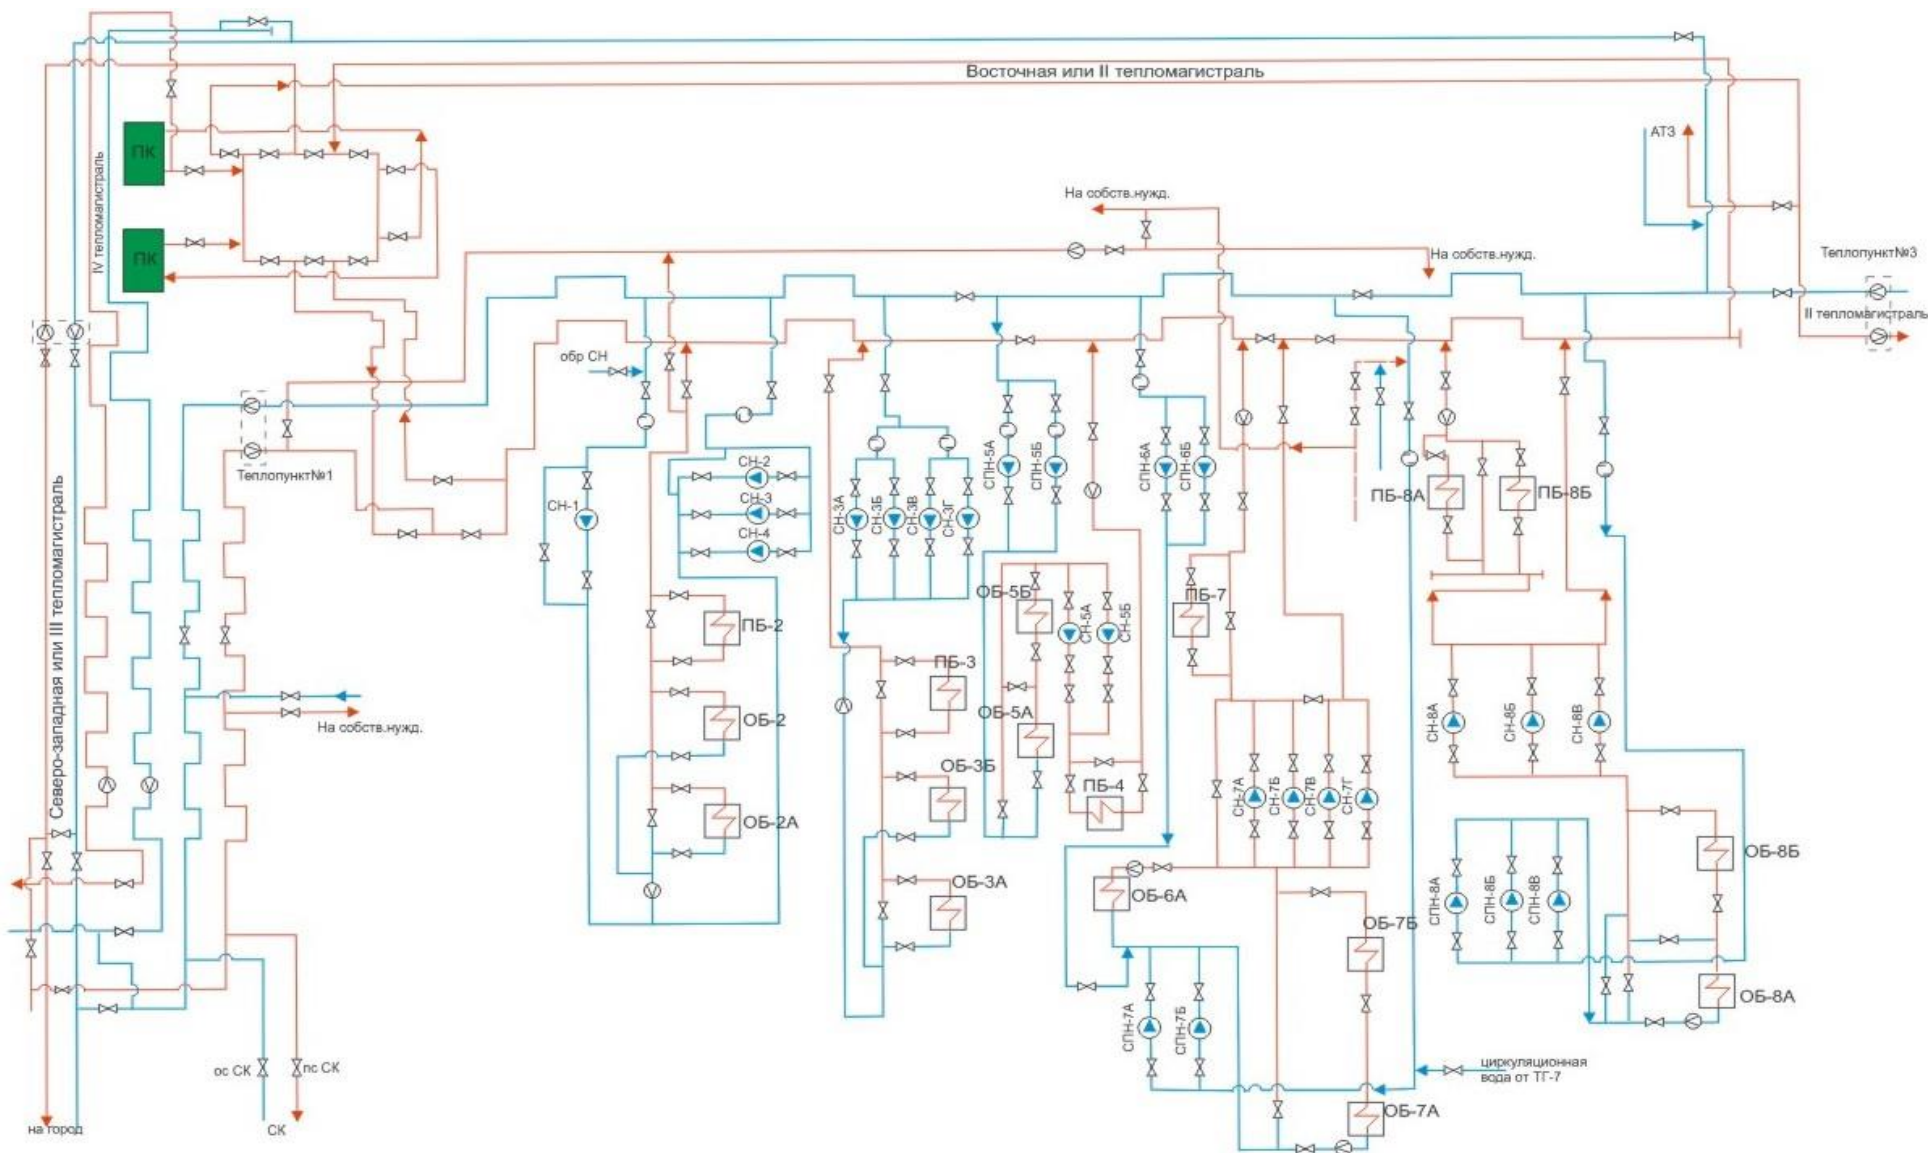 Восточная или II тепломагистраль
ПК
IV тепломагистраль
АТЗ
На собств.нужд.
ПК
На собств.нужд.
Теплопункт№3
II тепломагистраль
обр СН
Теплопункт№1
СН-1
СН-2
СН-3
СН-4
СН-3А
СН-3Б
СН-3В
СН-3Г
СПН-5А
СПН-5Б
СПН-6А
СПН-6Б
ПБ-8А
ПБ-8Б
Северо-западная или III тепломагистраль
ПБ-2
ОБ-5Б
СН-5А
СН-5Б
ПБ-7
ПБ-3
На собств.нужд.
ОБ-2
ОБ-5А
СН-8А
СН-8Б
СН-8В
ОБ-3Б
ПБ-4
СН-7А
СН-7Б
СН-7В
СН-7Г
ОБ-2А
ОБ-8Б
ОБ-3А
ОБ-6А
СПН-8А
СПН-8Б
СПН-8В
ОБ-7Б
ОБ-8А
СПН-7А
СПН-7Б
ос СК
пс СК
циркуляционная
вода от ТГ-7
ОБ-7А
на город
СК